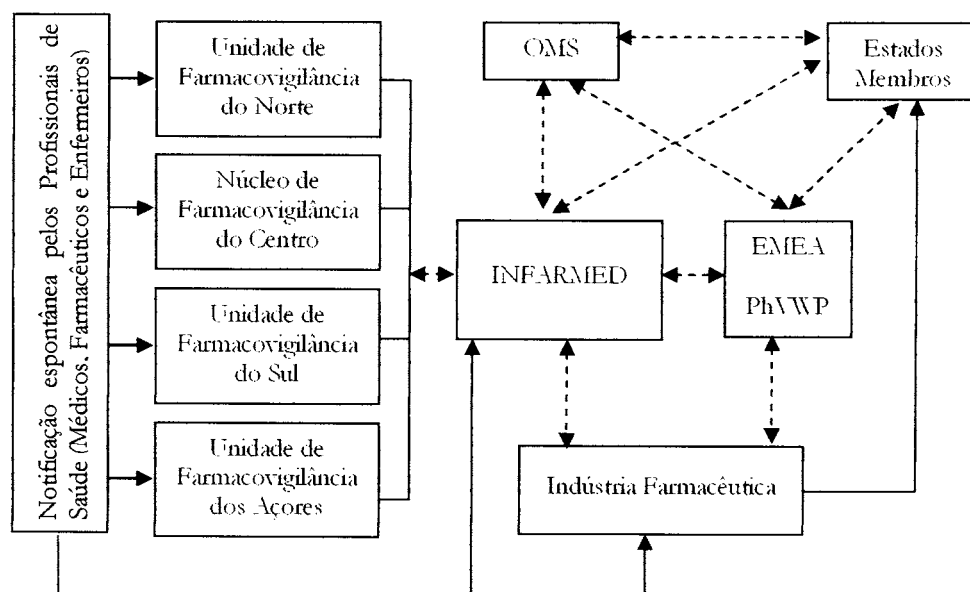 Notificação espontânea pelos Profissionais de
Saúde (Médicos, Farmacêuticos e Enfermeiros)
Unidade de
Farmacovigilância
do Norte
Núcleo de
Farmacovigilância
do Centro
Unidade de
Farmacovigilância
do Sul
Unidade de
Farmacovigilância
dos Açores
OMS
Estados
Membros
INFARMED
EMEA
PhVWP
Indústria Farmacêutica